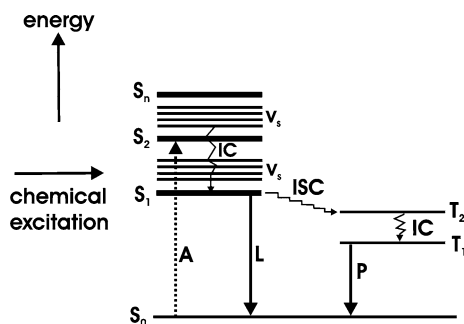 energy
Sₙ
vₛ
S₂
IC
vₛ
chemical
excitation
S₁
ISC
T₂
IC
T₁
A
L
P
S₀